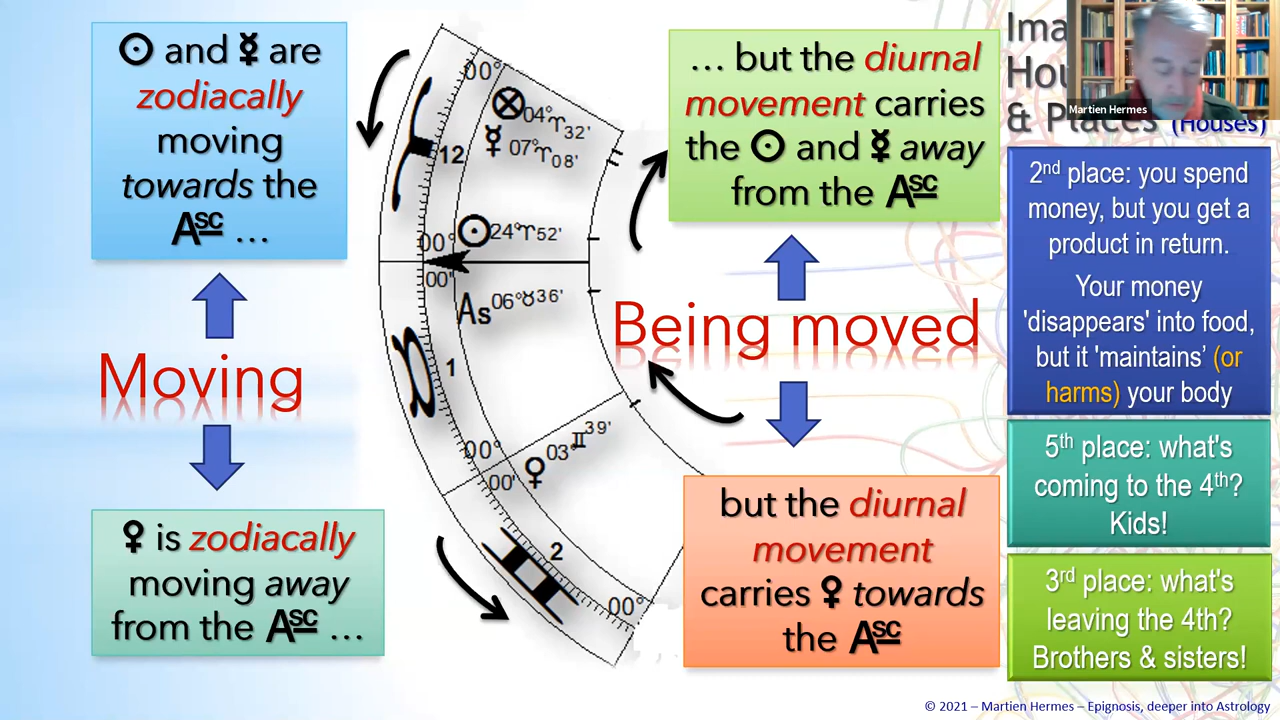 ☉ and ☿ are
zodiacally
moving
towards the
Asc …
Moving
♀ is zodiacally
moving away
from the Asc …
00°
⊗04°♈32'
☿ 07°♈08'
12
00°
☉24°♈52'
00'
As06°♉36'
1
00°
♀03°♊39'
00'
2
00°
… but the diurnal
movement carries
the ☉ and ☿ away
from the Asc
Being moved
but the diurnal
movement
carries ♀ towards
the Asc
& Places (Houses)
Martien Hermes
2nd place: you spend
money, but you get a
product in return.
Your money
'disappears' into food,
but it 'maintains’ (or
harms) your body
5th place: what's
coming to the 4th?
Kids!
3rd place: what's
leaving the 4th?
Brothers & sisters!
© 2021 – Martien Hermes – Epignosis, deeper into Astrology